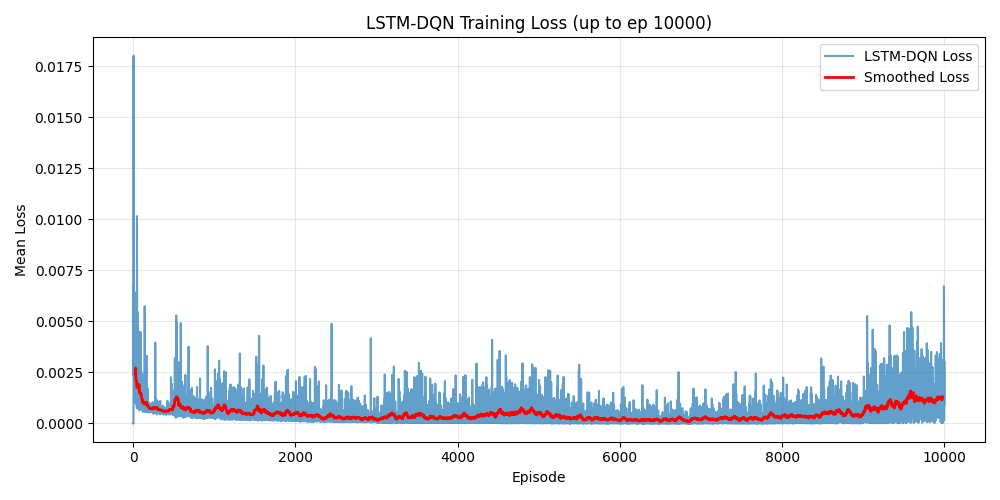 LSTM-DQN Training Loss (up to ep 10000)
LSTM-DQN Loss
Smoothed Loss
Mean Loss
0.0175
0.0150
0.0125
0.0100
0.0075
0.0050
0.0025
0.0000
0 2000 4000 6000 8000 10000
Episode